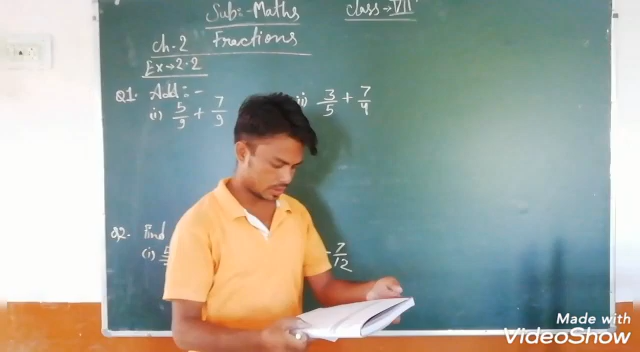 Sub:- Maths Class → VII
Ch. 2 Fractions
Ex → 2.2
Q1. Add :-
(i) 5/9 + 7/9 (ii) 3/5 + 7/4
Q2. Find
(i) - 7/12
Made with
VideoShow